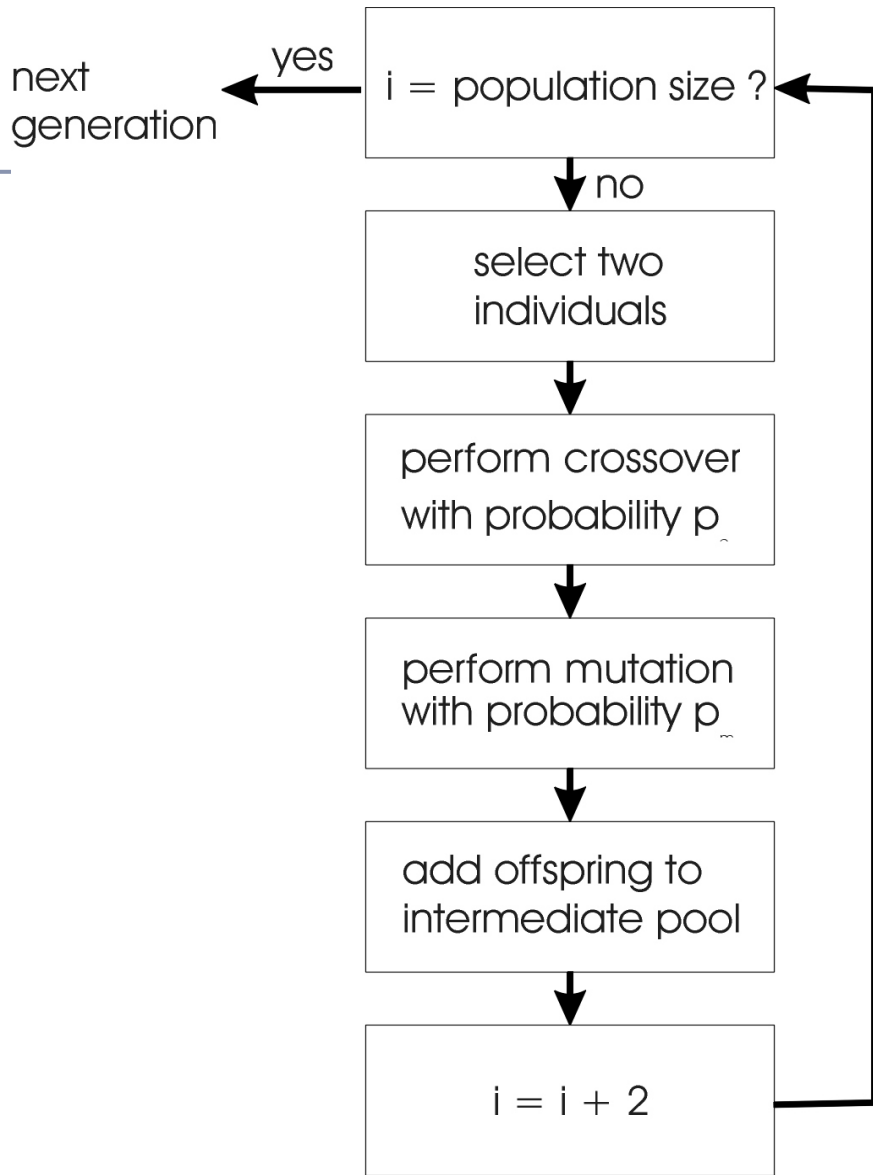 next
generation
yes
i = population size ?
no
select two
individuals
perform crossover
with probability p
perform mutation
with probability p m
add offspring to
intermediate pool
i = i + 2